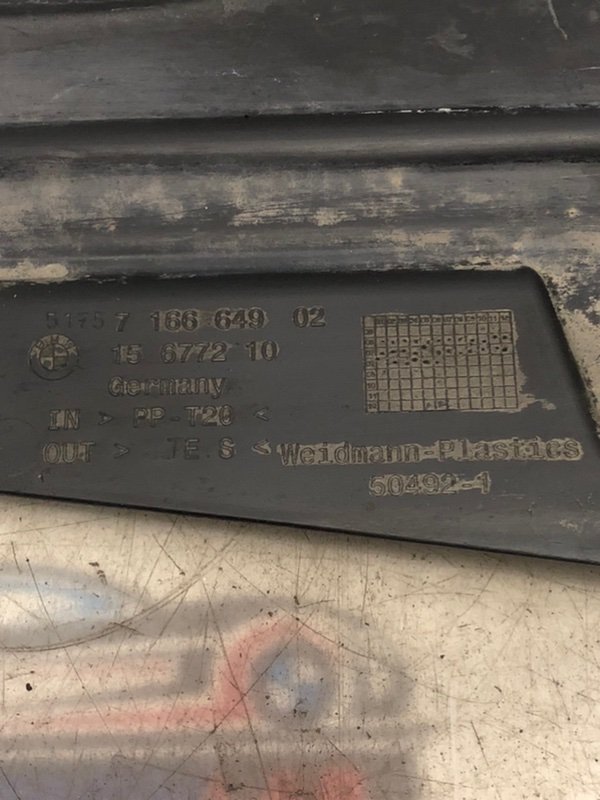 5175 7 166 649 02
15 6772 10
Germany
IN > PP-T20 <
OUT > TE.S <
Weidmann-Plastics
50492-1